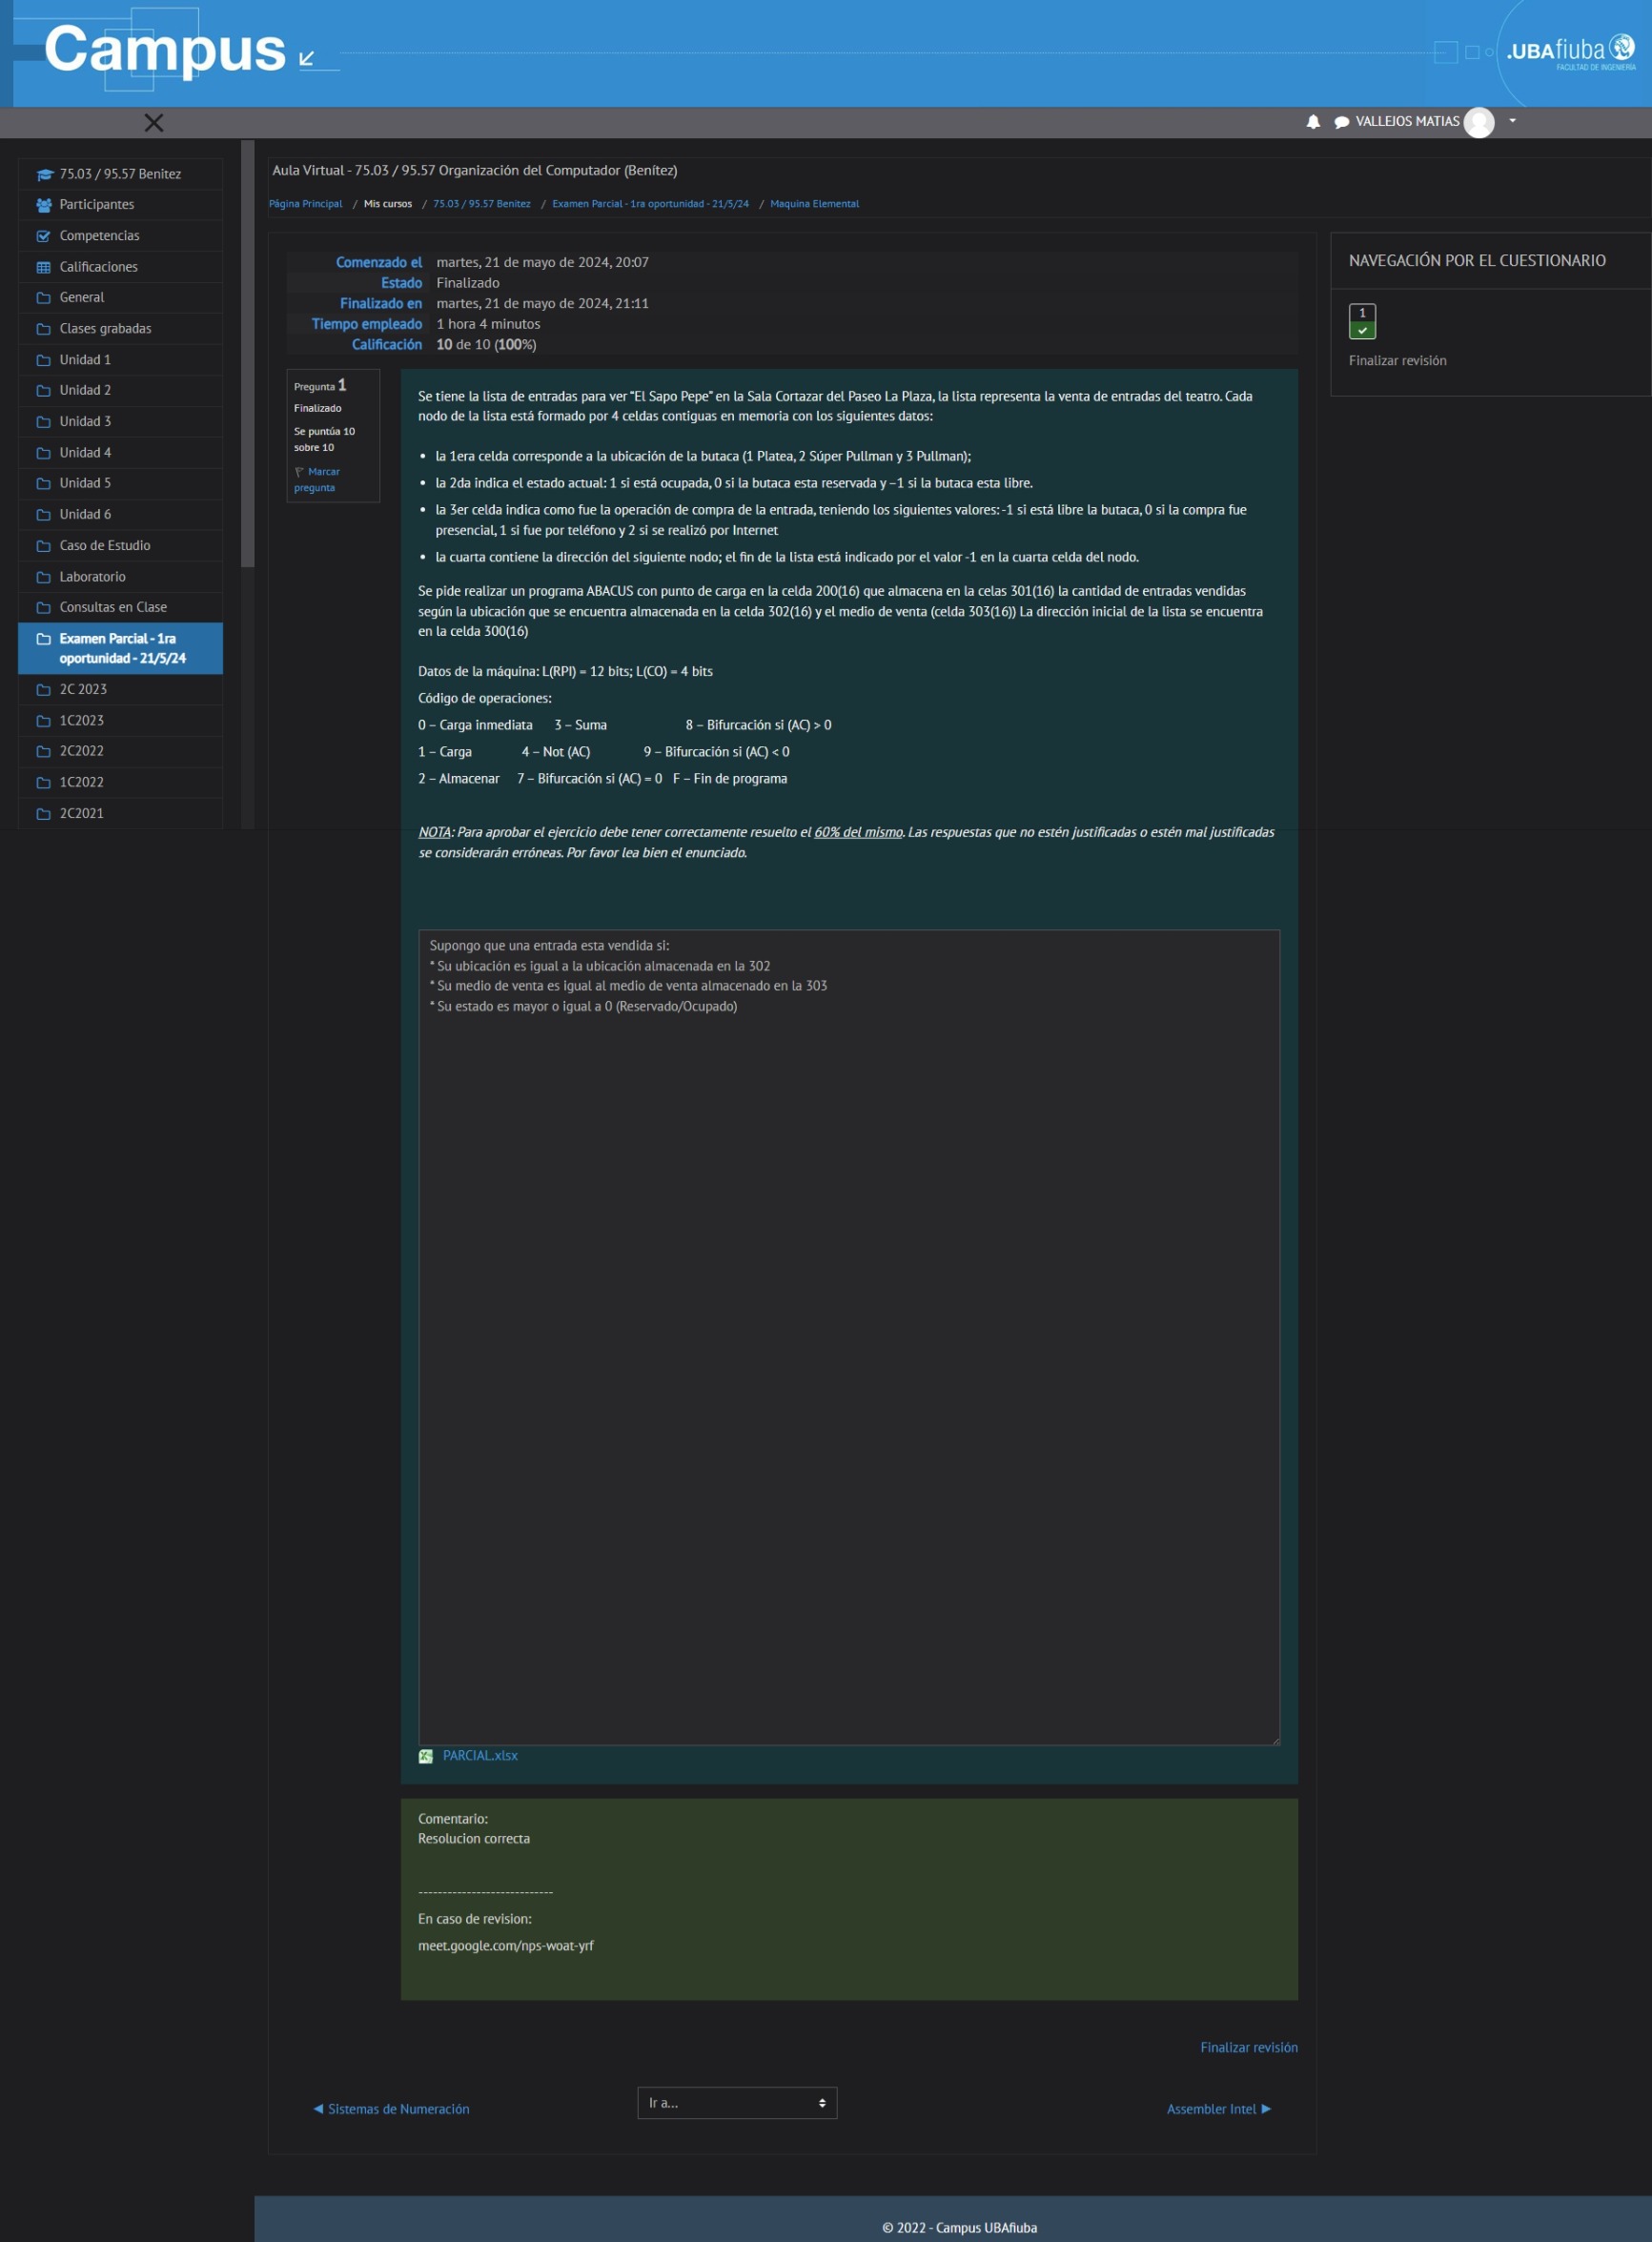 Campus
.UBAfiuba
FACULTAD DE INGENIERÍA
VALLEJOS MATIAS
75.03 / 95.57 Benitez
Participantes
Competencias
Calificaciones
General
Clases grabadas
Unidad 1
Unidad 2
Unidad 3
Unidad 4
Unidad 5
Unidad 6
Caso de Estudio
Laboratorio
Consultas en Clase
Examen Parcial - 1ra
oportunidad - 21/5/24
2C 2023
1C2023
2C2022
1C2022
2C2021
Aula Virtual - 75.03 / 95.57 Organización del Computador (Benítez)
Página Principal / Mis cursos / 75.03 / 95.57 Benitez / Examen Parcial - 1ra oportunidad - 21/5/24 / Maquina Elemental
Comenzado el martes, 21 de mayo de 2024, 20:07
Estado Finalizado
Finalizado en martes, 21 de mayo de 2024, 21:11
Tiempo empleado 1 hora 4 minutos
Calificación 10 de 10 (100%)
Pregunta 1
Finalizado
Se puntúa 10
sobre 10
Marcar
pregunta
Se tiene la lista de entradas para ver "El Sapo Pepe" en la Sala Cortazar del Paseo La Plaza, la lista representa la venta de entradas del teatro. Cada
nodo de la lista está formado por 4 celdas contiguas en memoria con los siguientes datos:
• la 1era celda corresponde a la ubicación de la butaca (1 Platea, 2 Súper Pullman y 3 Pullman);
• la 2da indica el estado actual: 1 si está ocupada, 0 si la butaca esta reservada y –1 si la butaca esta libre.
• la 3er celda indica como fue la operación de compra de la entrada, teniendo los siguientes valores: -1 si está libre la butaca, 0 si la compra fue
presencial, 1 si fue por teléfono y 2 si se realizó por Internet
• la cuarta contiene la dirección del siguiente nodo; el fin de la lista está indicado por el valor -1 en la cuarta celda del nodo.
Se pide realizar un programa ABACUS con punto de carga en la celda 200(16) que almacena en la celas 301(16) la cantidad de entradas vendidas
según la ubicación que se encuentra almacenada en la celda 302(16) y el medio de venta (celda 303(16)) La dirección inicial de la lista se encuentra
en la celda 300(16)
Datos de la máquina: L(RPI) = 12 bits; L(CO) = 4 bits
Código de operaciones:
0 – Carga inmediata 3 – Suma 8 – Bifurcación si (AC) > 0
1 – Carga 4 – Not (AC) 9 – Bifurcación si (AC) < 0
2 – Almacenar 7 – Bifurcación si (AC) = 0 F – Fin de programa
NOTA: Para aprobar el ejercicio debe tener correctamente resuelto el 60% del mismo. Las respuestas que no estén justificadas o estén mal justificadas
se considerarán erróneas. Por favor lea bien el enunciado.
Supongo que una entrada esta vendida si:
* Su ubicación es igual a la ubicación almacenada en la 302
* Su medio de venta es igual al medio de venta almacenado en la 303
* Su estado es mayor o igual a 0 (Reservado/Ocupado)
PARCIAL.xlsx
Comentario:
Resolucion correcta
----------------------------
En caso de revision:
meet.google.com/nps-woat-yrf
Finalizar revisión
◄ Sistemas de Numeración
Ir a...
Assembler Intel ►
NAVEGACIÓN POR EL CUESTIONARIO
1
Finalizar revisión
© 2022 - Campus UBAfiuba